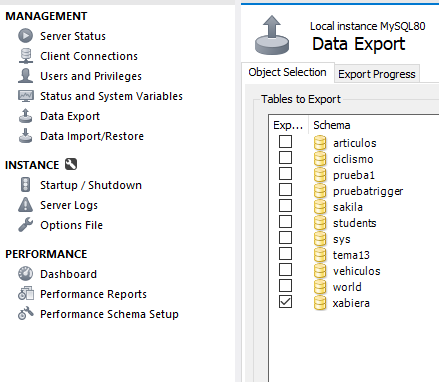 MANAGEMENT
Server Status
Client Connections
Users and Privileges
Status and System Variables
Data Export
Data Import/Restore
INSTANCE
Startup / Shutdown
Server Logs
Options File
PERFORMANCE
Dashboard
Performance Reports
Performance Schema Setup
Local instance MySQL80
Data Export
Object Selection Export Progress
Tables to Export
Exp... Schema
articulos
ciclismo
prueba1
pruebatrigger
sakila
students
sys
tema13
vehiculos
world
xabiera